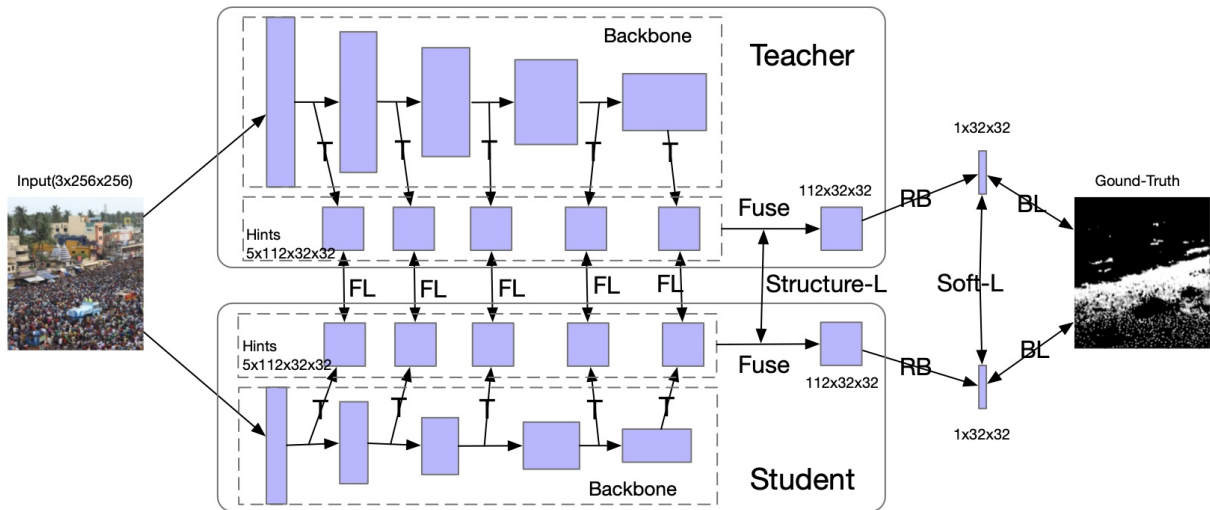 Backbone
Teacher
1x32x32
Input(3x256x256)
T
T
T
T
T
112x32x32
RB
BL
Gound-Truth
Hints
5x112x32x32
Fuse
FL
FL
FL
FL
FL
Structure-L
Soft-L
Hints
5x112x32x32
Fuse
112x32x32
RB
BL
T
T
T
T
T
1x32x32
Backbone
Student